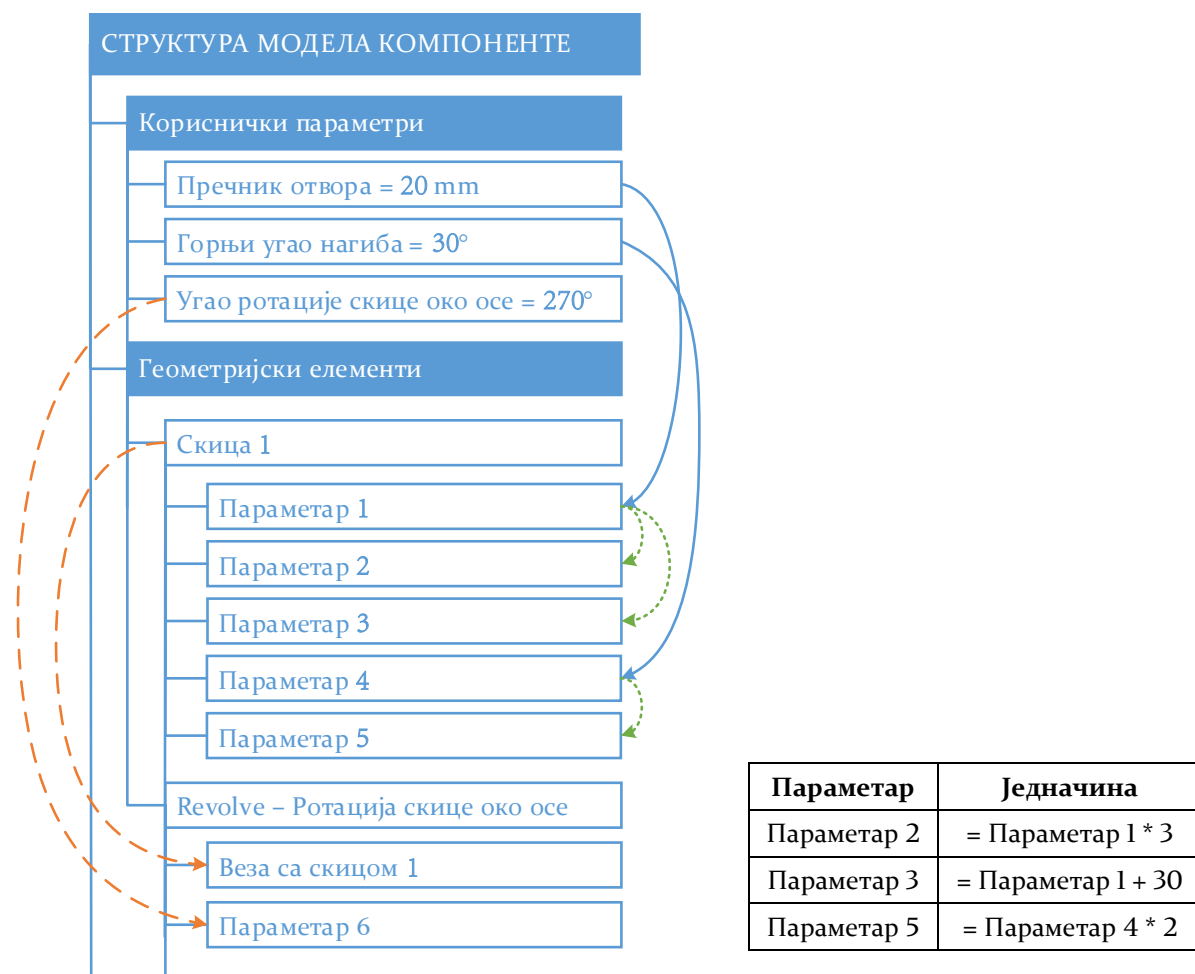 СТРУКТУРА МОДЕЛА КОМПОНЕНТЕ
Кориснички параметри
Пречник отвора = 20 mm
Горњи угао нагиба = 30°
Угао ротације скице око осе = 270°
Геометријски елементи
Скица 1
Параметар 1
Параметар 2
Параметар 3
Параметар 4
Параметар 5
Revolve – Ротација скице око осе
Веза са скицом 1
Параметар 6
Параметар Једначина
Параметар 2 = Параметар 1 * 3
Параметар 3 = Параметар 1 + 30
Параметар 5 = Параметар 4 * 2